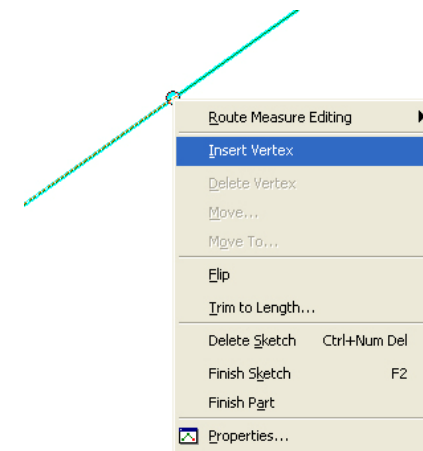 Route Measure Editing
Insert Vertex
Delete Vertex
Move...
Move To...
Flip
Trim to Length...
Delete Sketch Ctrl+Num Del
Finish Sketch F2
Finish Part
Properties...